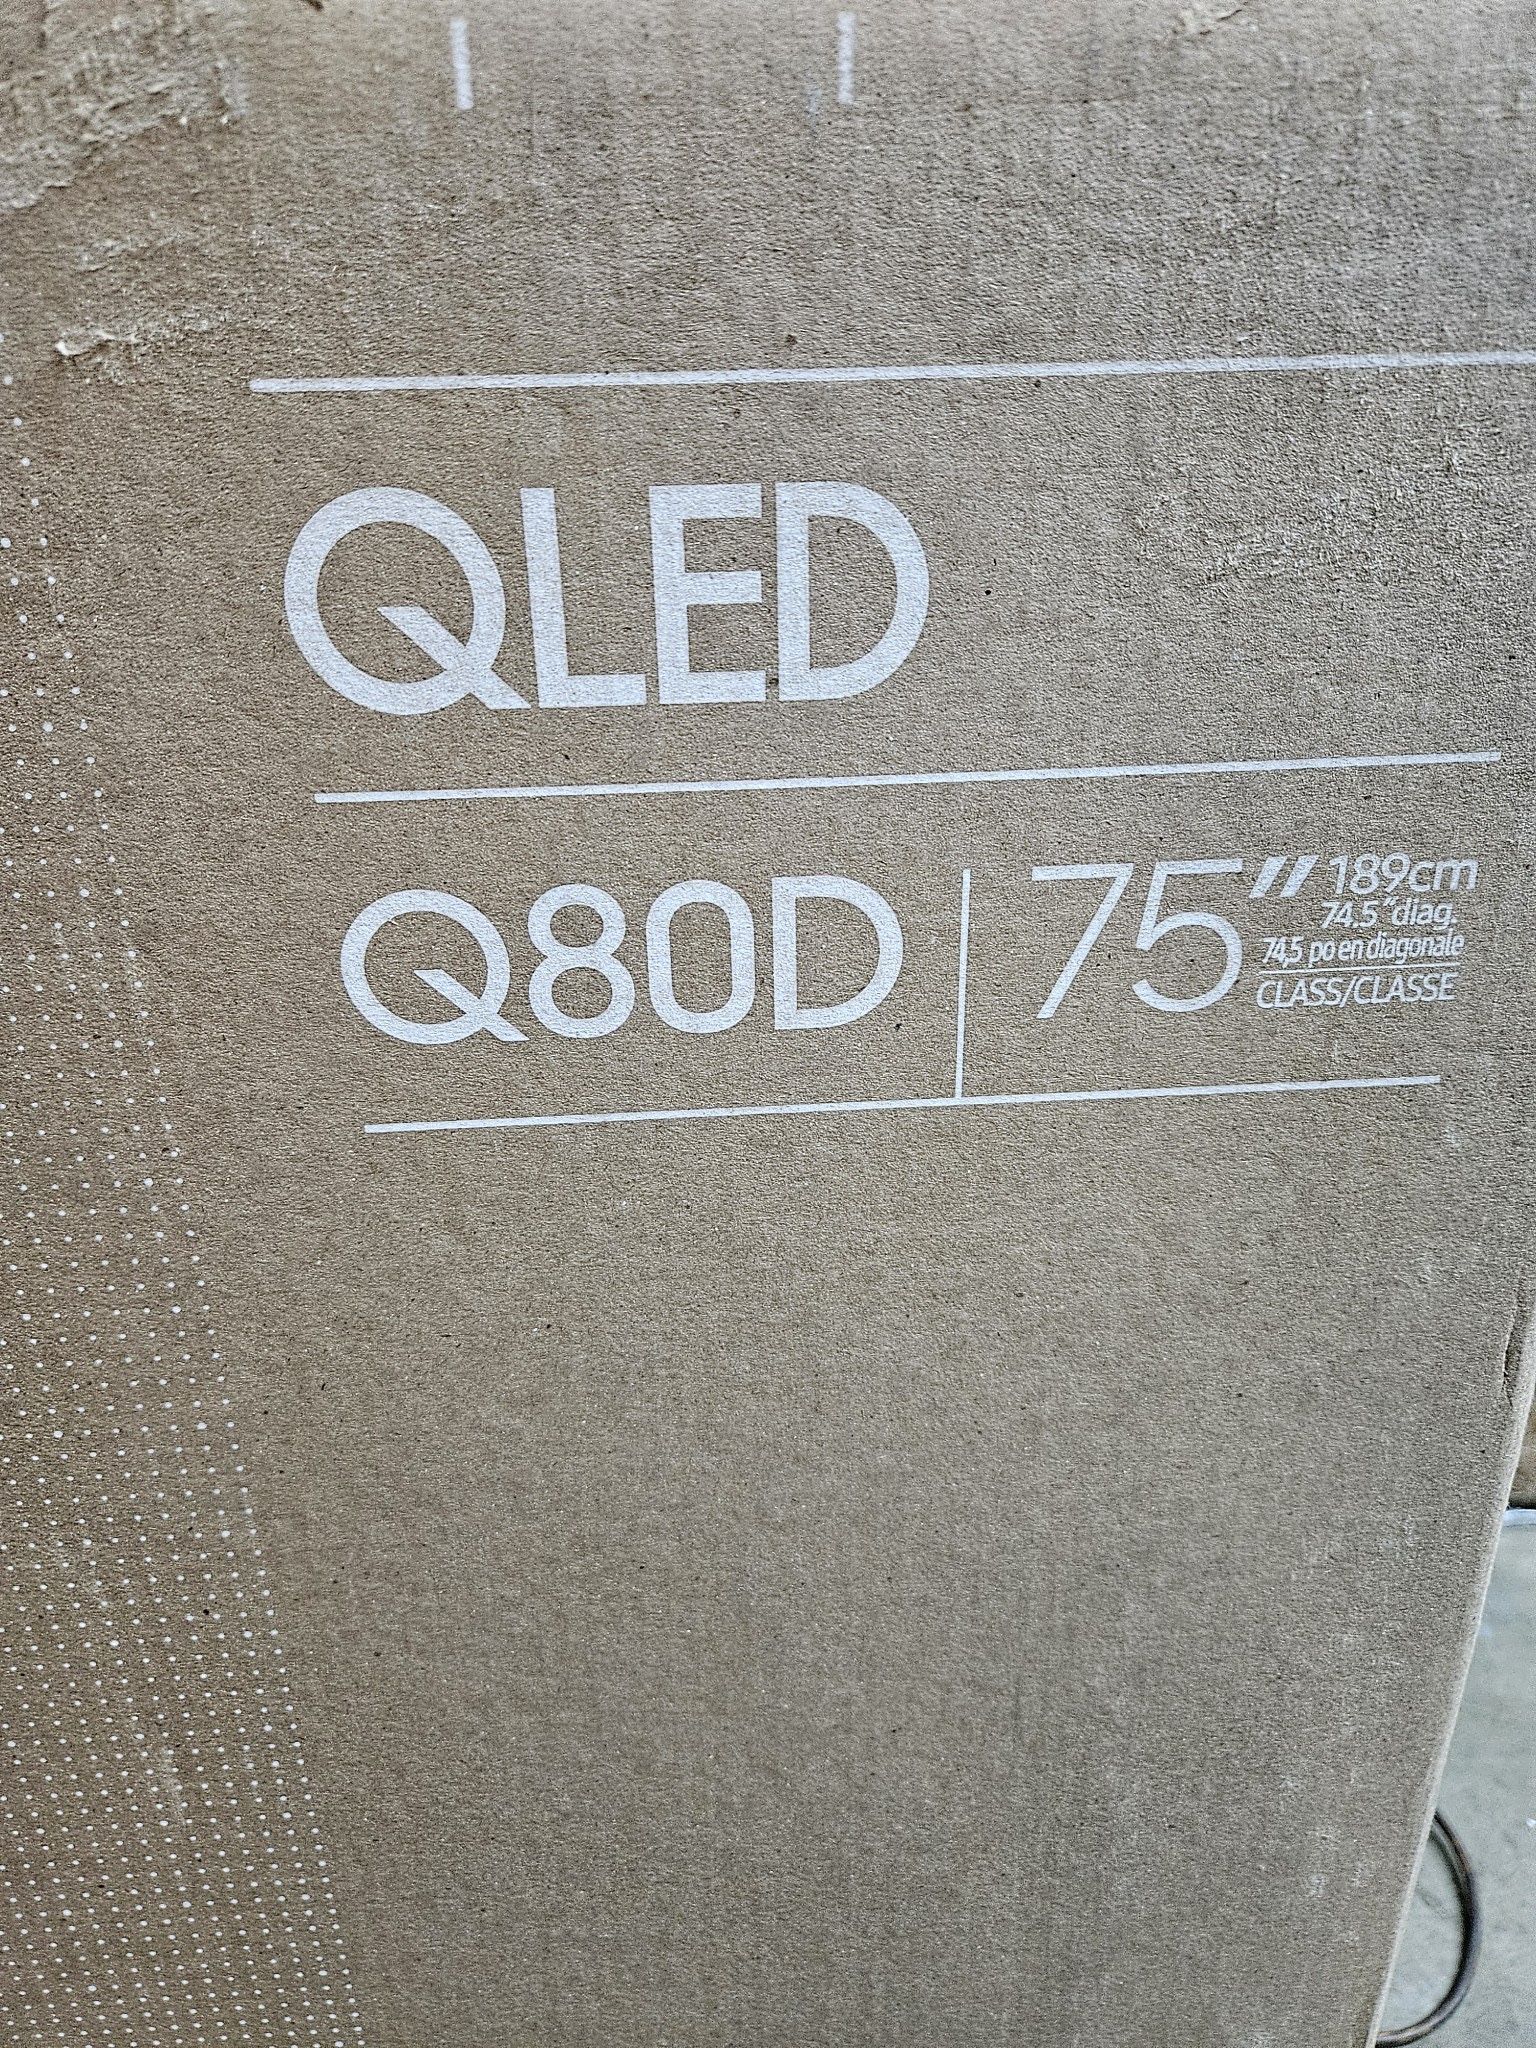 QLED
Q80D 75" 189cm
74.5" diag.
74,5 po en diagonale
CLASS/CLASSE